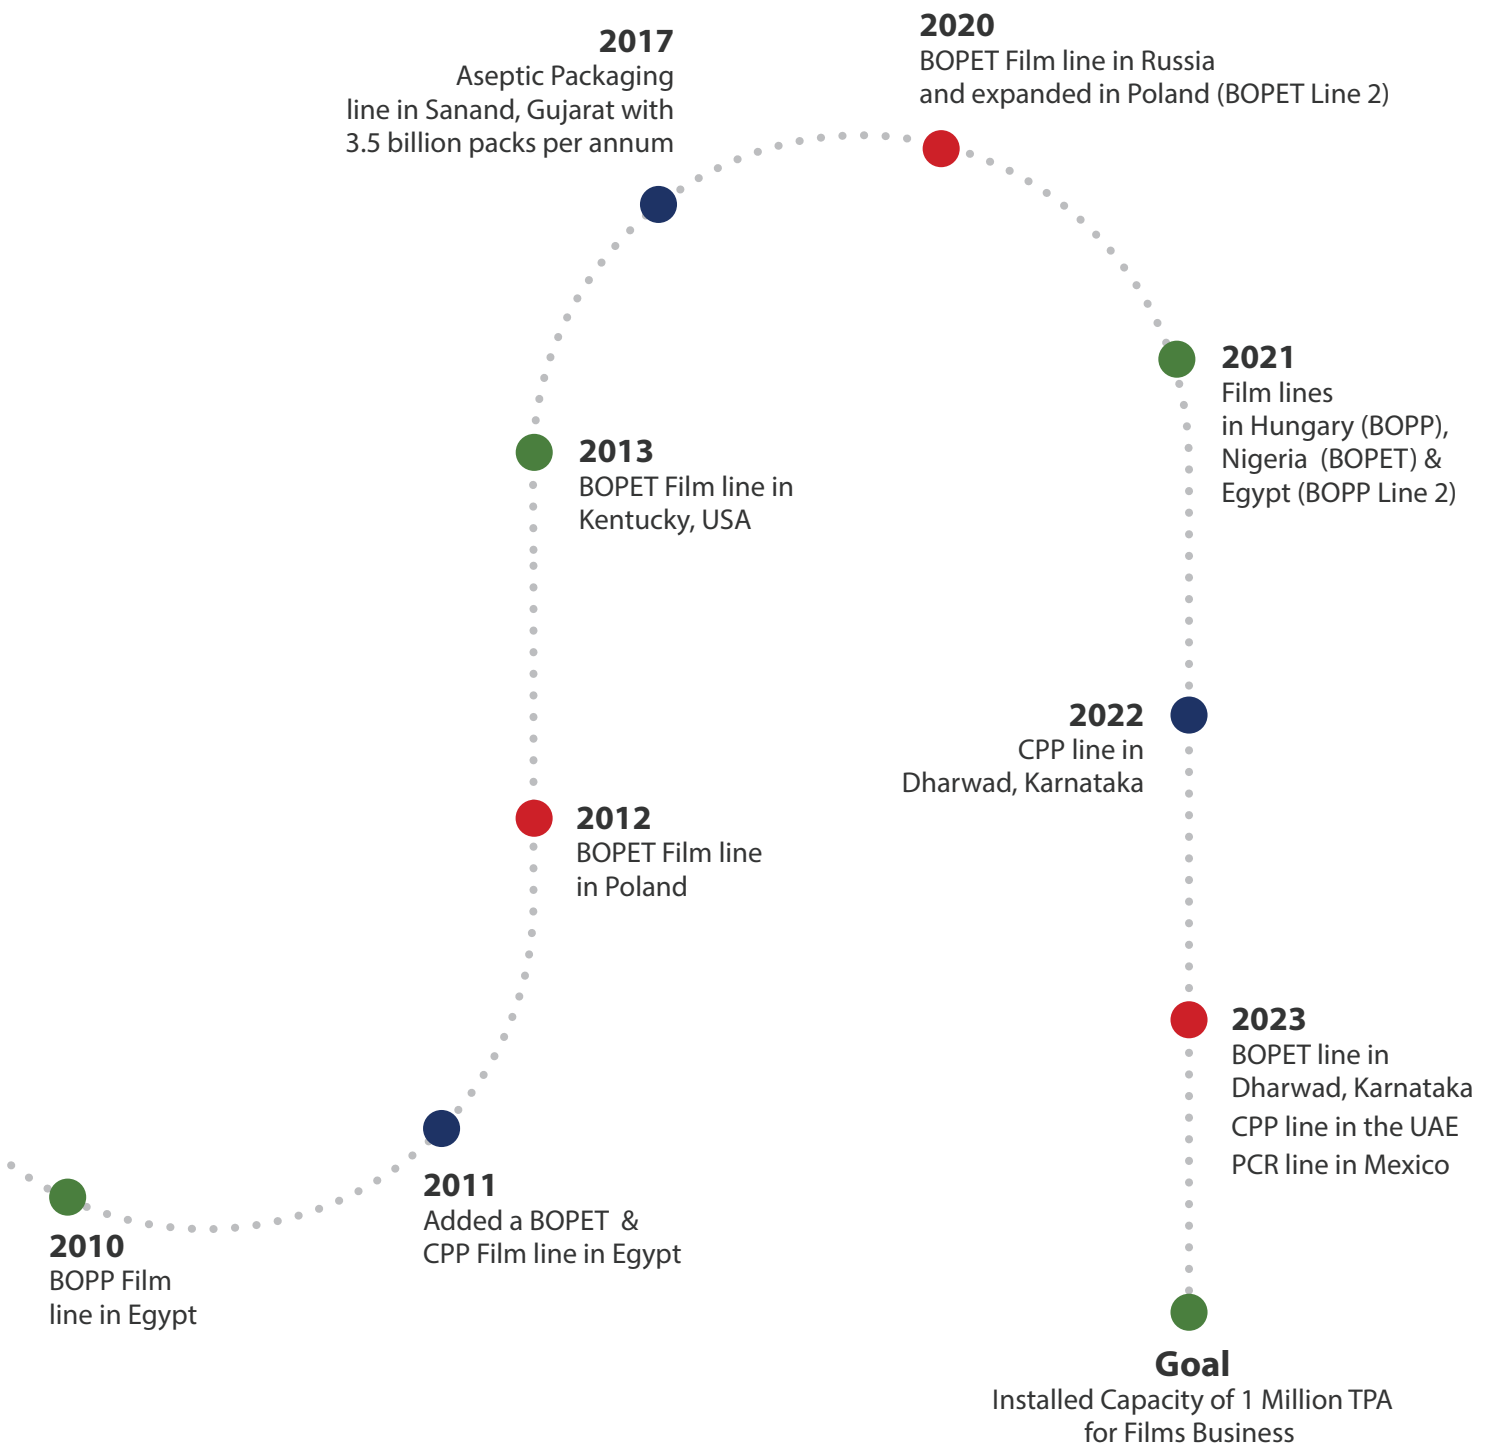 2010
BOPP Film
line in Egypt
2011
Added a BOPET &
CPP Film line in Egypt
2012
BOPET Film line
in Poland
2013
BOPET Film line in
Kentucky, USA
2017
Aseptic Packaging
line in Sanand, Gujarat with
3.5 billion packs per annum
2020
BOPET Film line in Russia
and expanded in Poland (BOPET Line 2)
2021
Film lines
in Hungary (BOPP),
Nigeria (BOPET) &
Egypt (BOPP Line 2)
2022
CPP line in
Dharwad, Karnataka
2023
BOPET line in
Dharwad, Karnataka
CPP line in the UAE
PCR line in Mexico
Goal
Installed Capacity of 1 Million TPA
for Films Business